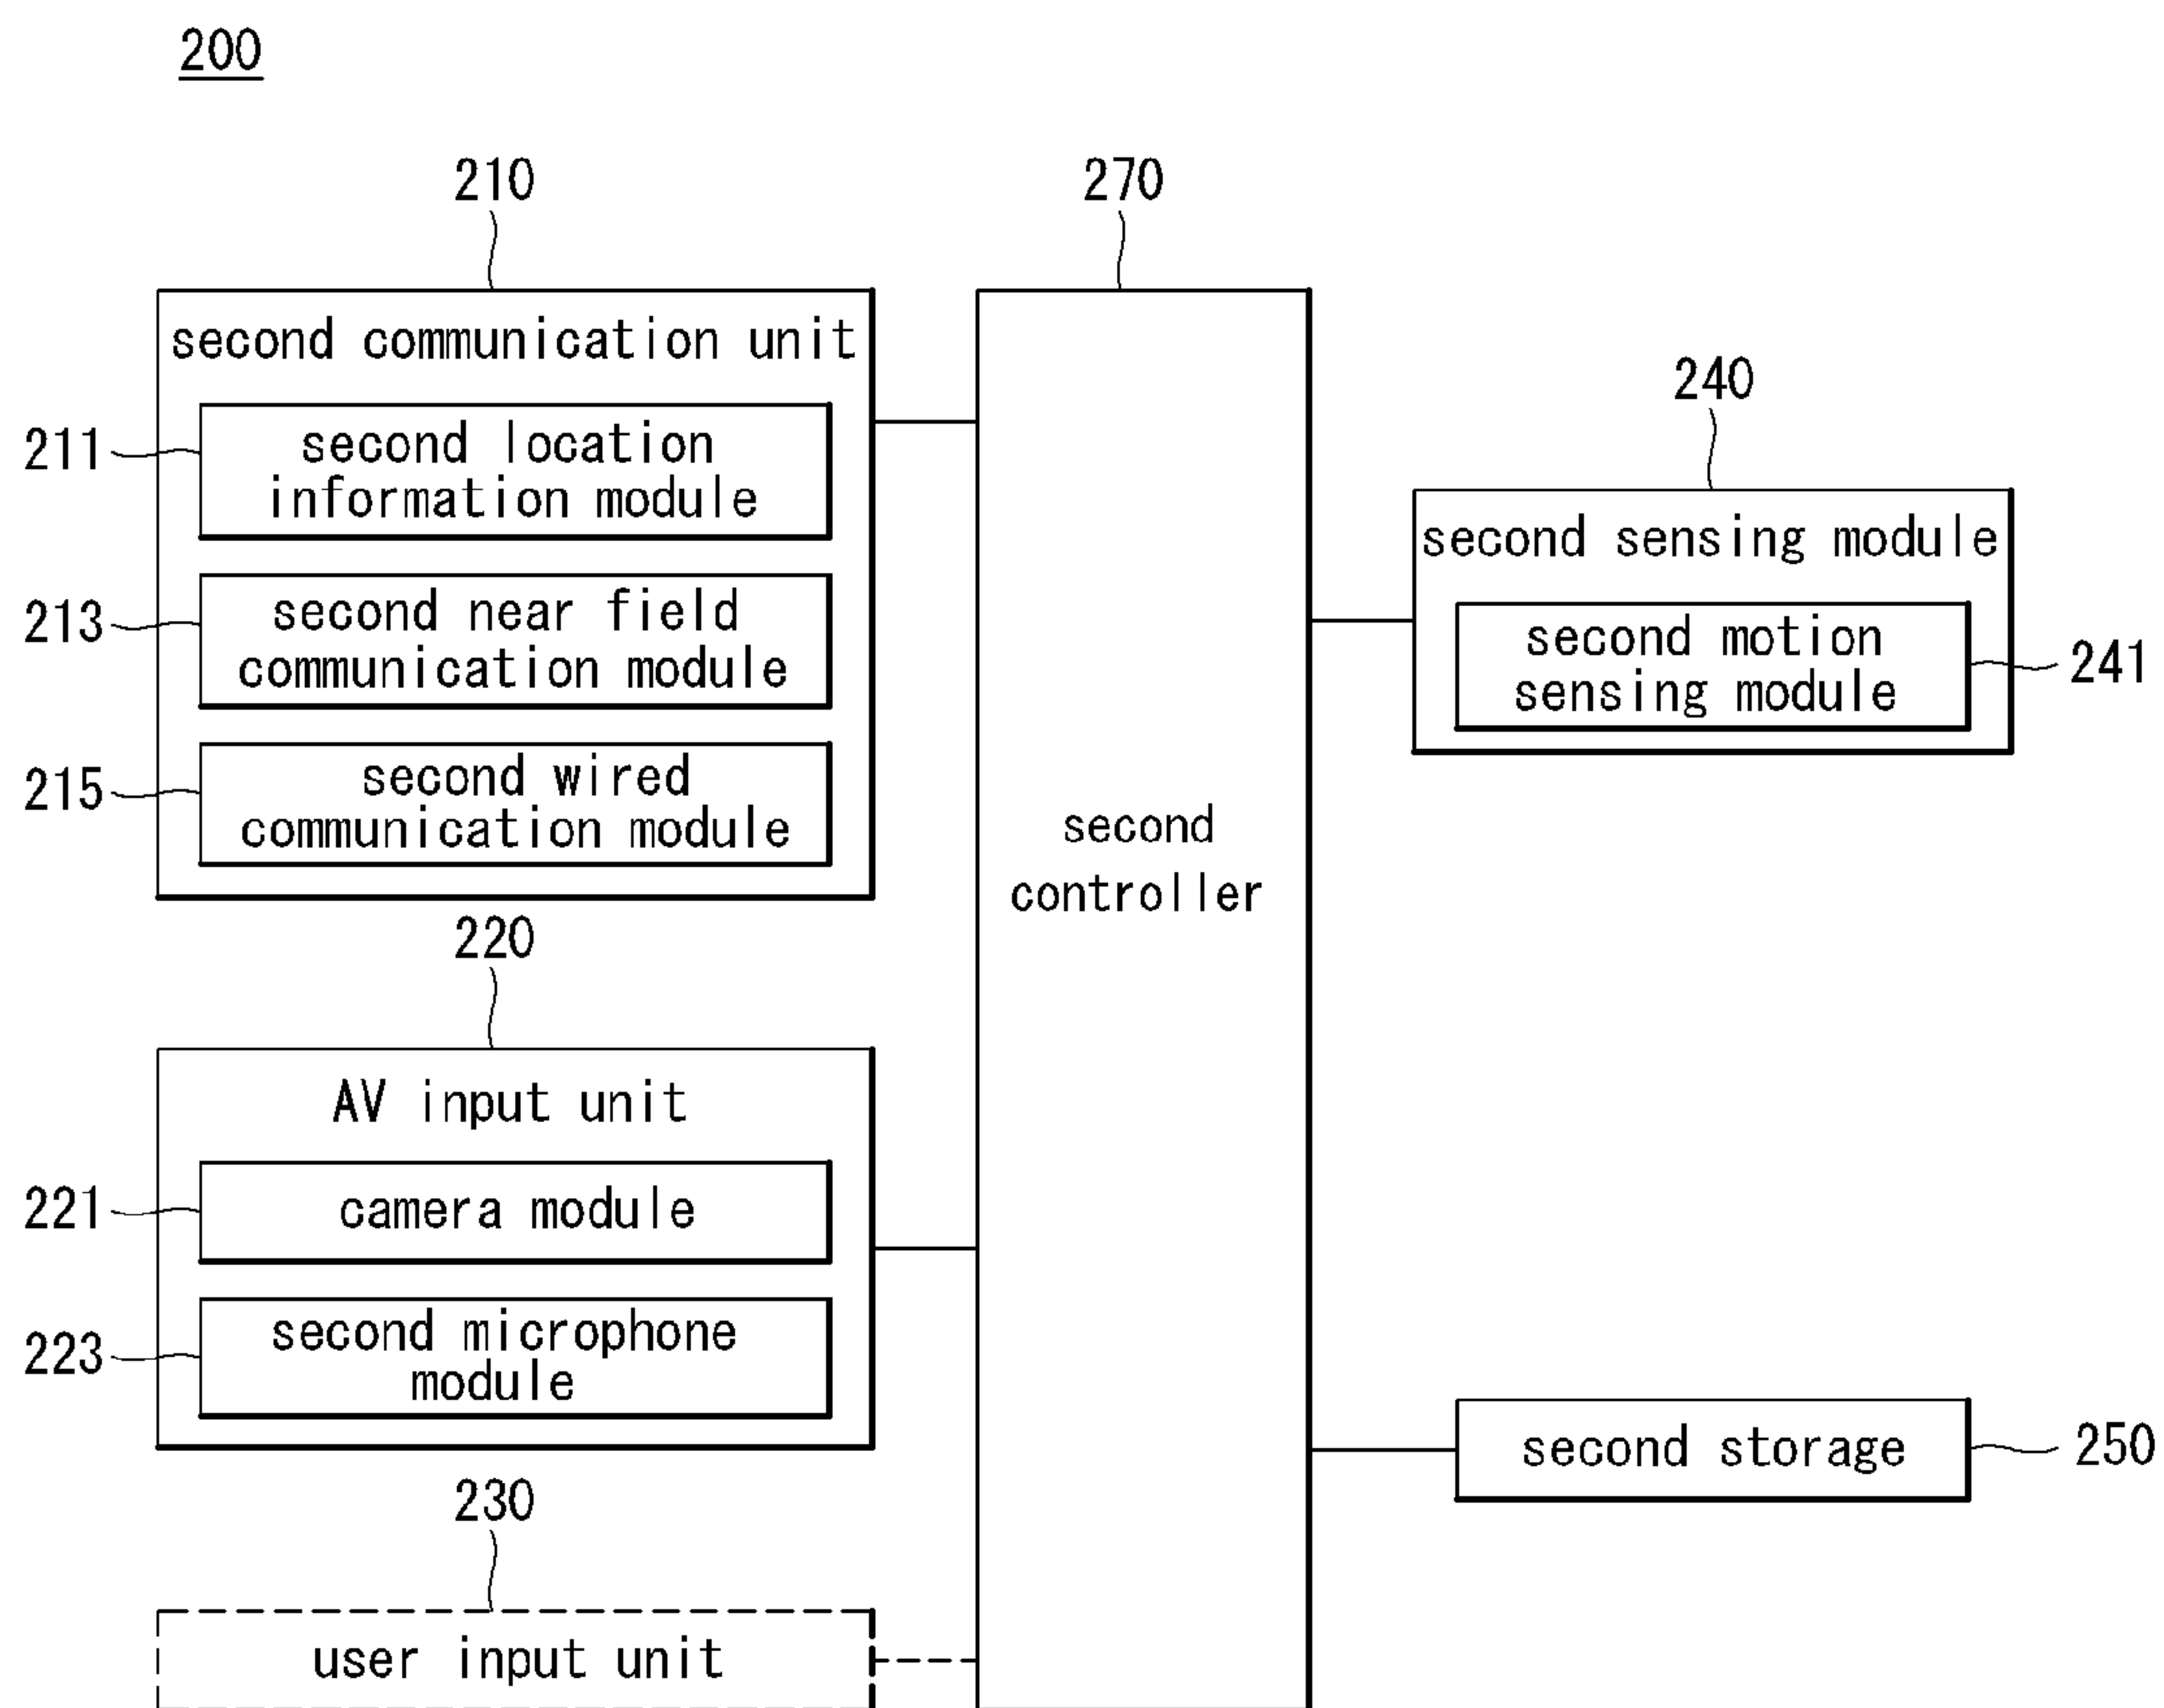 200
210
second communication unit
211
second location
information module
213
second near field
communication module
215
second wired
communication module
220
AV input unit
221
camera module
223
second microphone
module
230
user input unit
270
second
controller
240
second sensing module
second motion
sensing module
241
second storage
250